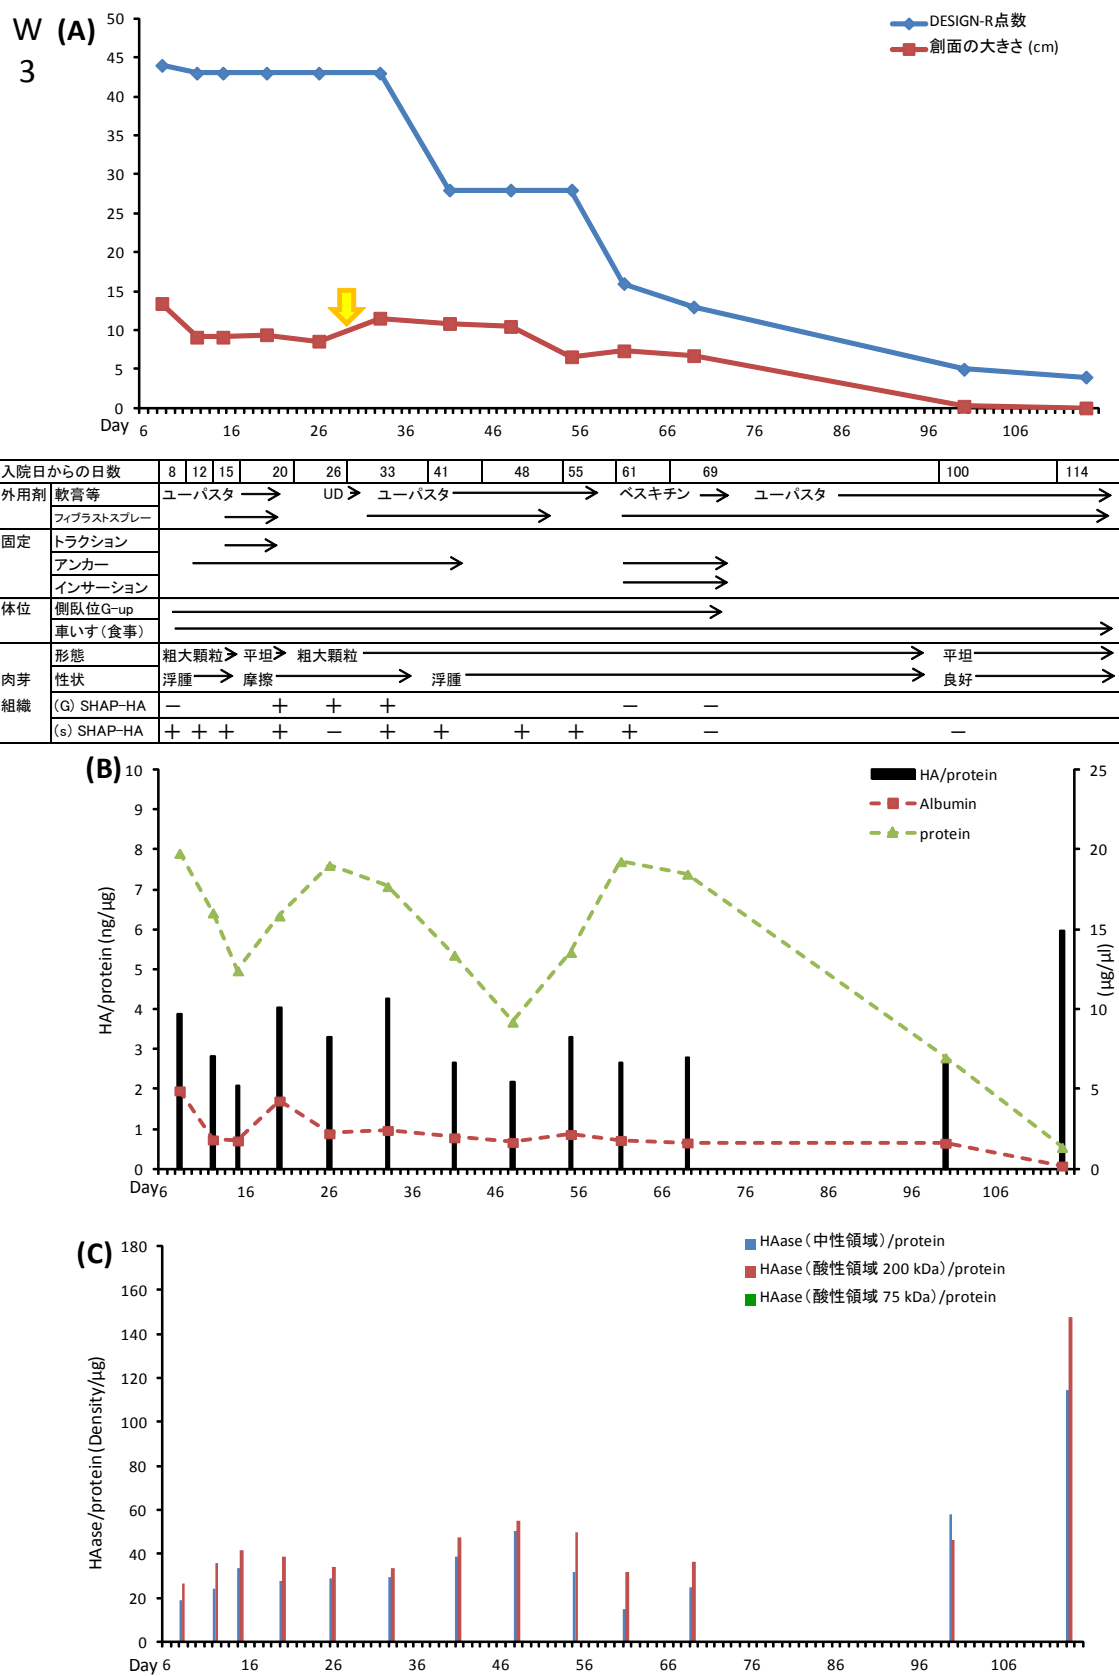 W
3
(A)
50
45
40
35
30
25
20
15
10
5
0
DESIGN-R点数
創面の大きさ (cm)
Day 6 16 26 36 46 56 66 76 86 96 106
入院日からの日数 8 12 15 20 26 33 41 48 55 61 69 100 114
外用剤 軟膏等 ユーパスタ UD ユーパスタ ベスキチン ユーパスタ
フィブラストスプレー
固定 トラクション
アンカー
インサーション
体位 側臥位G-up
車いす（食事）
形態 粗大顆粒 平坦 粗大顆粒 平坦
肉芽 性状 浮腫 摩擦 浮腫 良好
組織 (G) SHAP-HA － ＋ ＋ ＋ － －
(s) SHAP-HA ＋ ＋ ＋ ＋ － ＋ ＋ ＋ ＋ ＋ － －
(B)
HA/protein
Albumin
protein
10
9
8
7
6
5
4
3
2
1
0
HA/protein (ng/μg)
25
20
15
10
5
0
(μg/μl)
Day 6 16 26 36 46 56 66 76 86 96 106
(C)
HAase（中性領域）/protein
HAase（酸性領域 200 kDa）/protein
HAase（酸性領域 75 kDa）/protein
180
160
140
120
100
80
60
40
20
0
HAase/protein (Density/μg)
Day 6 16 26 36 46 56 66 76 86 96 106